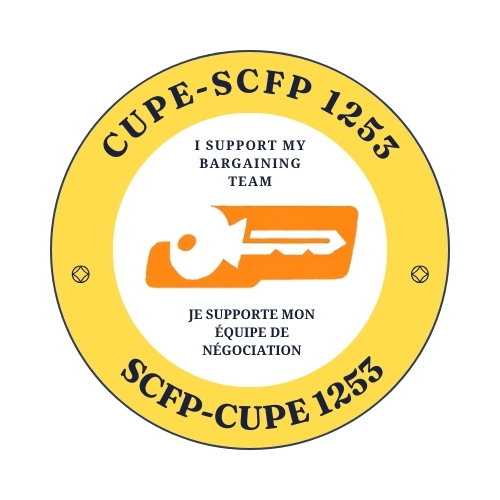 CUPE-SCFP 1253
I SUPPORT MY
BARGAINING
TEAM
JE SUPPORTE MON
ÉQUIPE DE
NÉGOCIATION
SCFP-CUPE 1253